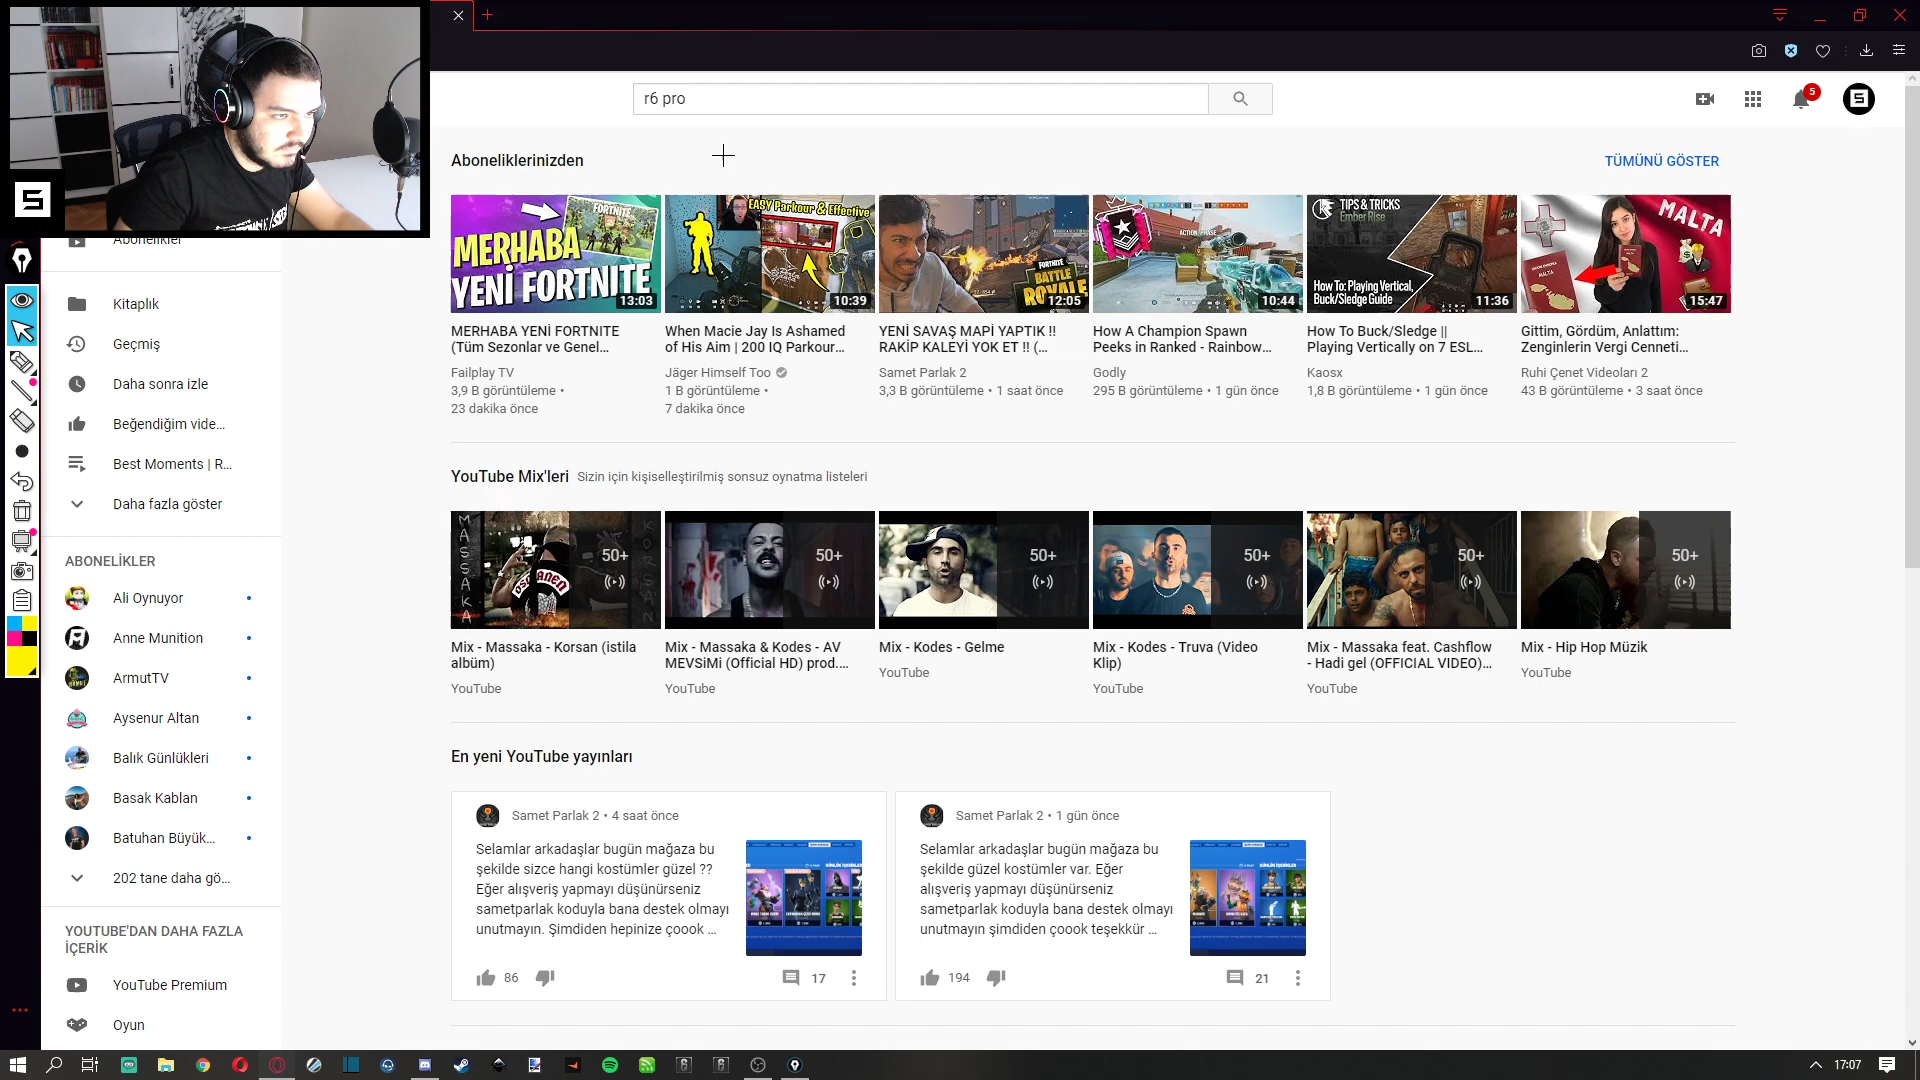 r6 pro
5
Aboneliklerinizden
TÜMÜNÜ GÖSTER
FORTNITE
MERHABA
YENİ FORTNITE
13:03
EASY Parkour & Effective
10:39
FORTNITE
BATTLE
ROYALE
12:05
ACTION PHASE
10:44
TIPS & TRICKS
Ember Rise
How To: Playing Vertical,
Buck/Sledge Guide
11:36
MALTA
15:47
MERHABA YENİ FORTNITE
(Tüm Sezonlar ve Genel...
Failplay TV
3,9 B görüntüleme •
23 dakika önce
When Macie Jay Is Ashamed
of His Aim | 200 IQ Parkour...
Jäger Himself Too
1 B görüntüleme •
7 dakika önce
YENİ SAVAŞ MAPİ YAPTIK !!
RAKİP KALEYİ YOK ET !! (...
Samet Parlak 2
3,3 B görüntüleme • 1 saat önce
How A Champion Spawn
Peeks in Ranked - Rainbow...
Godly
295 B görüntüleme • 1 gün önce
How To Buck/Sledge ||
Playing Vertically on 7 ESL...
Kaosx
1,8 B görüntüleme • 1 gün önce
Gittim, Gördüm, Anlattım:
Zenginlerin Vergi Cenneti...
Ruhi Çenet Videoları 2
43 B görüntüleme • 3 saat önce
Abonelikler
Kitaplık
Geçmiş
Daha sonra izle
Beğendiğim vide...
Best Moments | R...
Daha fazla göster
ABONELİKLER
Ali Oynuyor
Anne Munition
ArmutTV
Aysenur Altan
Balık Günlükleri
Basak Kablan
Batuhan Büyük...
202 tane daha gö...
YOUTUBE'DAN DAHA FAZLA
İÇERİK
YouTube Premium
Oyun
YouTube Mix'leri Sizin için kişiselleştirilmiş sonsuz oynatma listeleri
MASSAKA
KORSAN
50+
50+
50+
50+
50+
50+
Mix - Massaka - Korsan (istila
albüm)
YouTube
Mix - Massaka & Kodes - AV
MEVSiMi (Official HD) prod....
YouTube
Mix - Kodes - Gelme
YouTube
Mix - Kodes - Truva (Video
Klip)
YouTube
Mix - Massaka feat. Cashflow
- Hadi gel (OFFICIAL VIDEO)...
YouTube
Mix - Hip Hop Müzik
YouTube
En yeni YouTube yayınları
Samet Parlak 2 • 4 saat önce
Selamlar arkadaşlar bugün mağaza bu
şekilde sizce hangi kostümler güzel ??
Eğer alışveriş yapmayı düşünürseniz
sametparlak koduyla bana destek olmayı
unutmayın. Şimdiden hepinize çoook ...
86
17
Samet Parlak 2 • 1 gün önce
Selamlar arkadaşlar bugün mağaza bu
şekilde güzel kostümler var. Eğer
alışveriş yapmayı düşünürseniz
sametparlak koduyla bana destek olmayı
unutmayın şimdiden çoook teşekkür ...
194
21
17:07